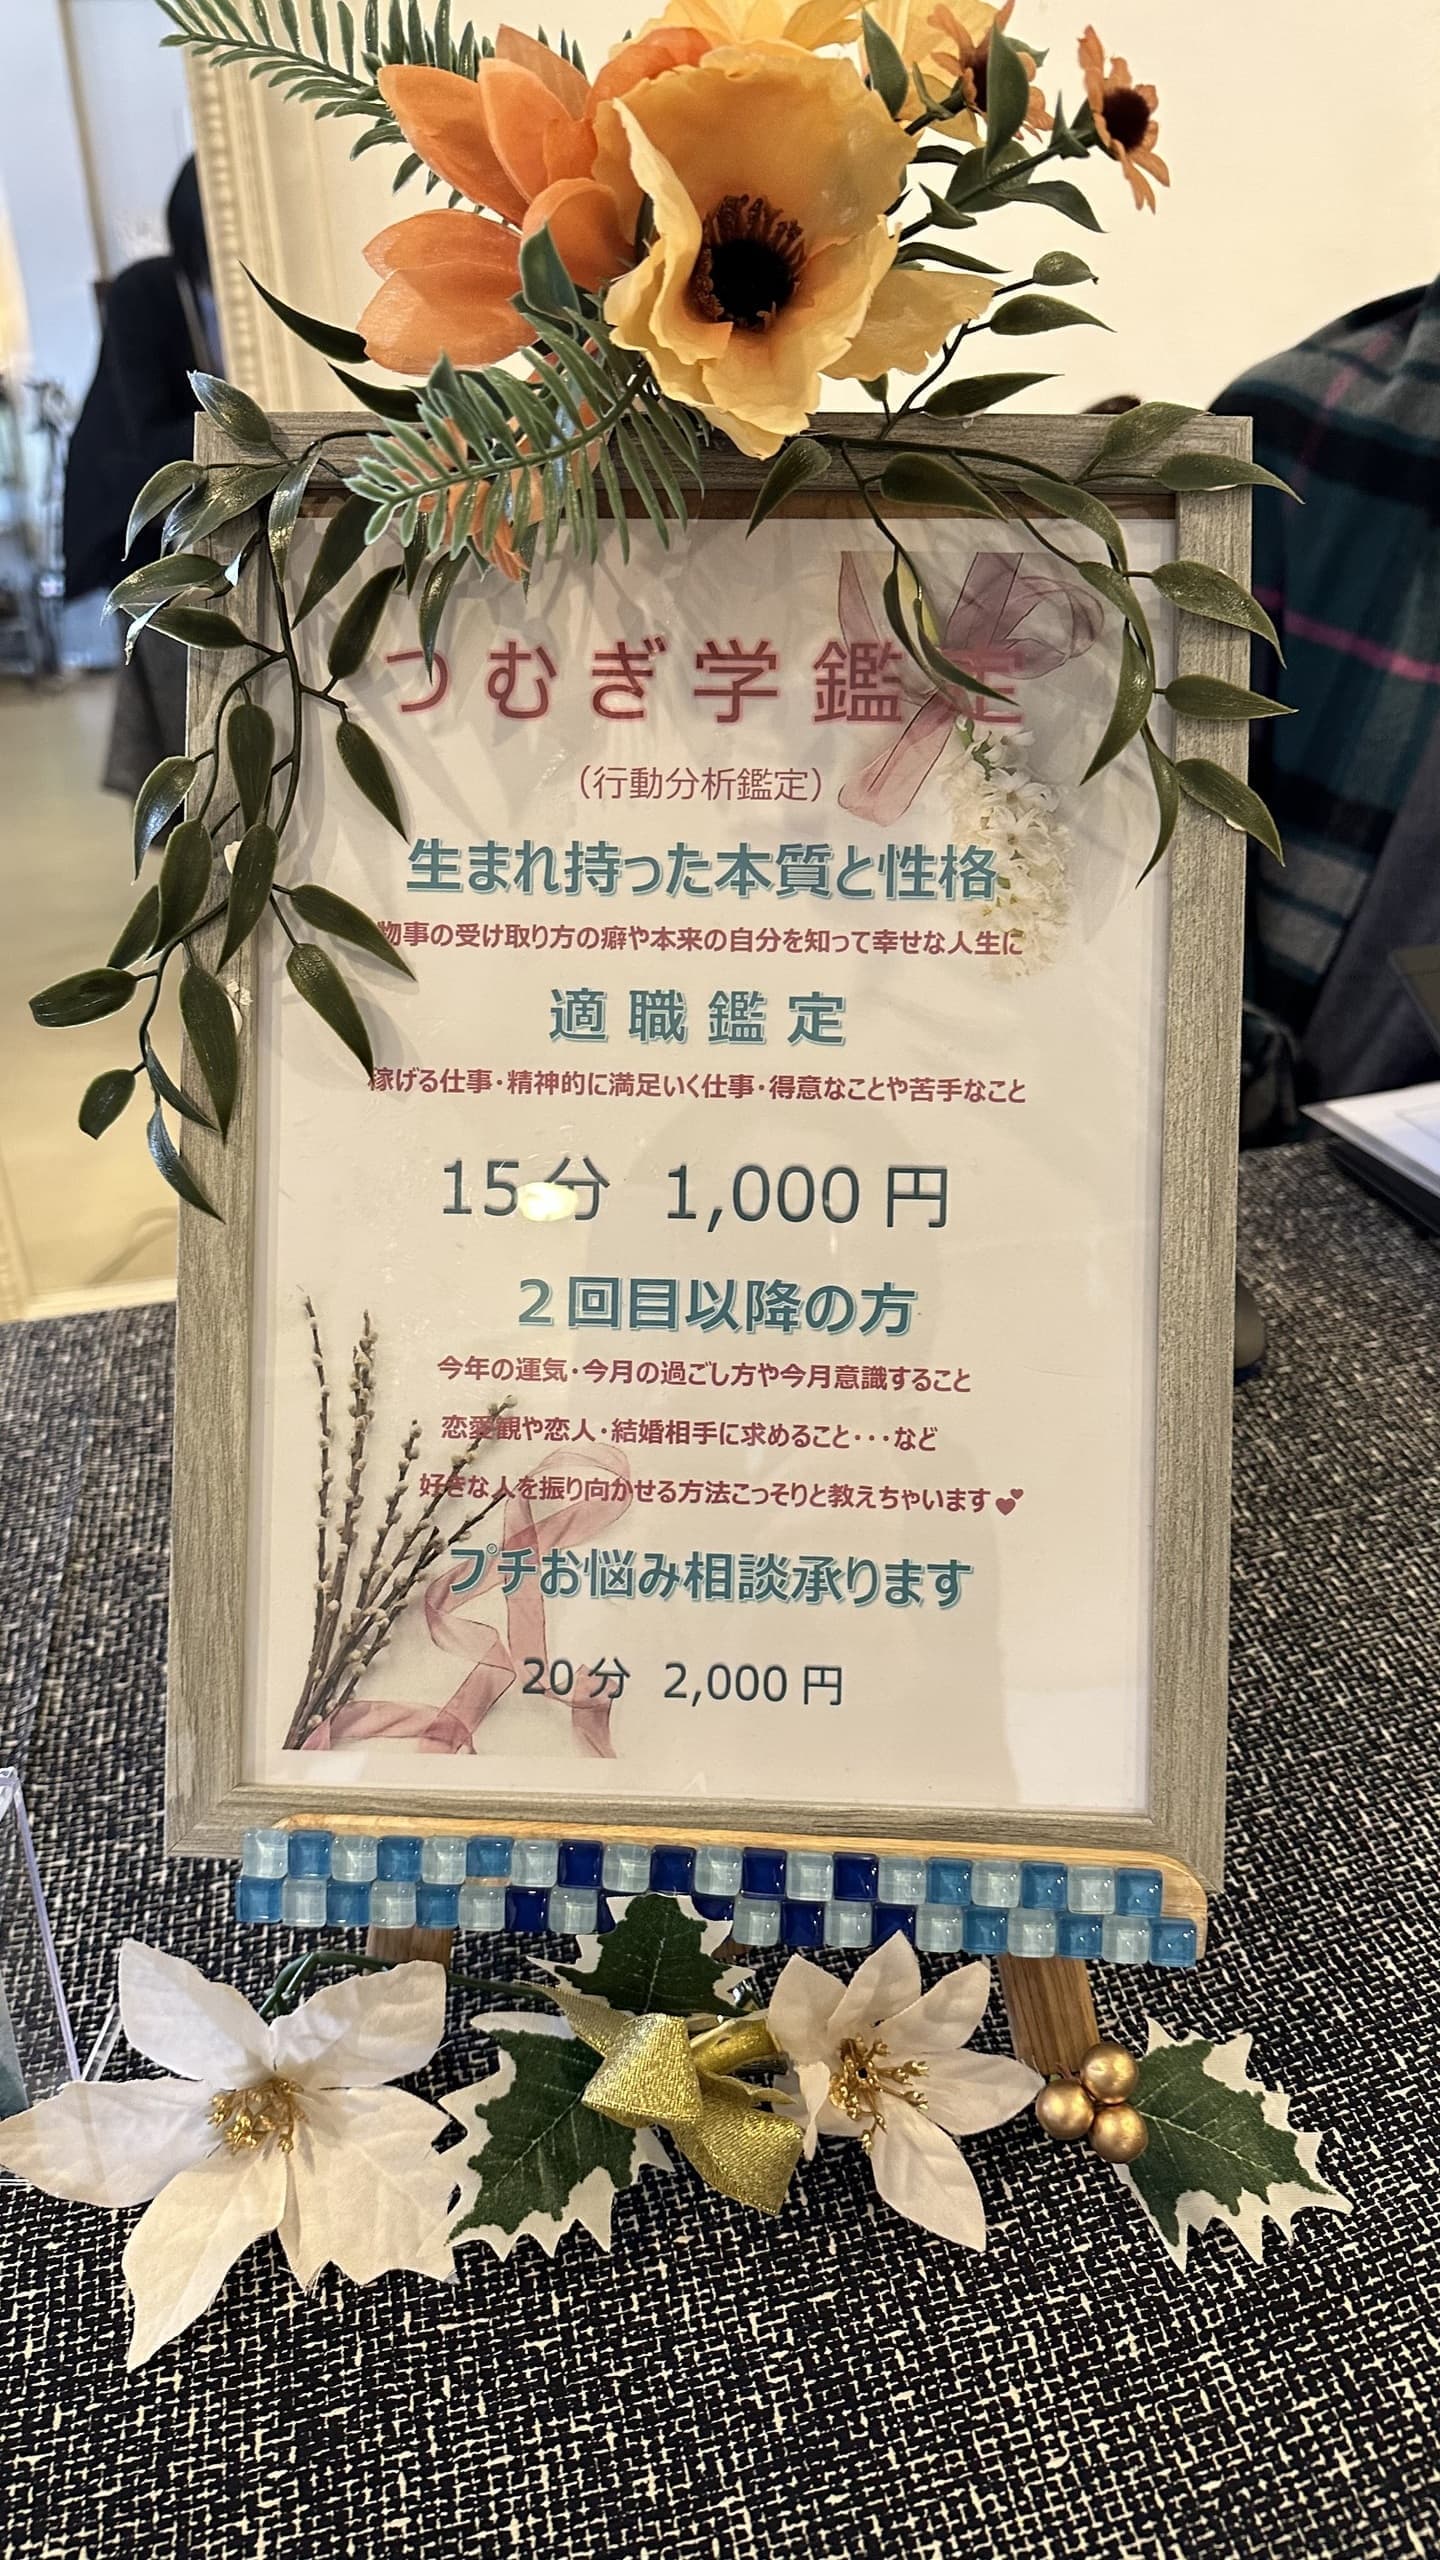 つむぎ学鑑定
（行動分析鑑定）
生まれ持った本質と性格
物事の受け取り方の癖や本来の自分を知って幸せな人生に
適職鑑定
稼げる仕事・精神的に満足いく仕事・得意なことや苦手なこと
15分 1,000円
２回目以降の方
今年の運気・今月の過ごし方や今月意識すること
恋愛観や恋人・結婚相手に求めること・・・など
好きな人を振り向かせる方法こっそりと教えちゃいます💕
プチお悩み相談承ります
20分 2,000円